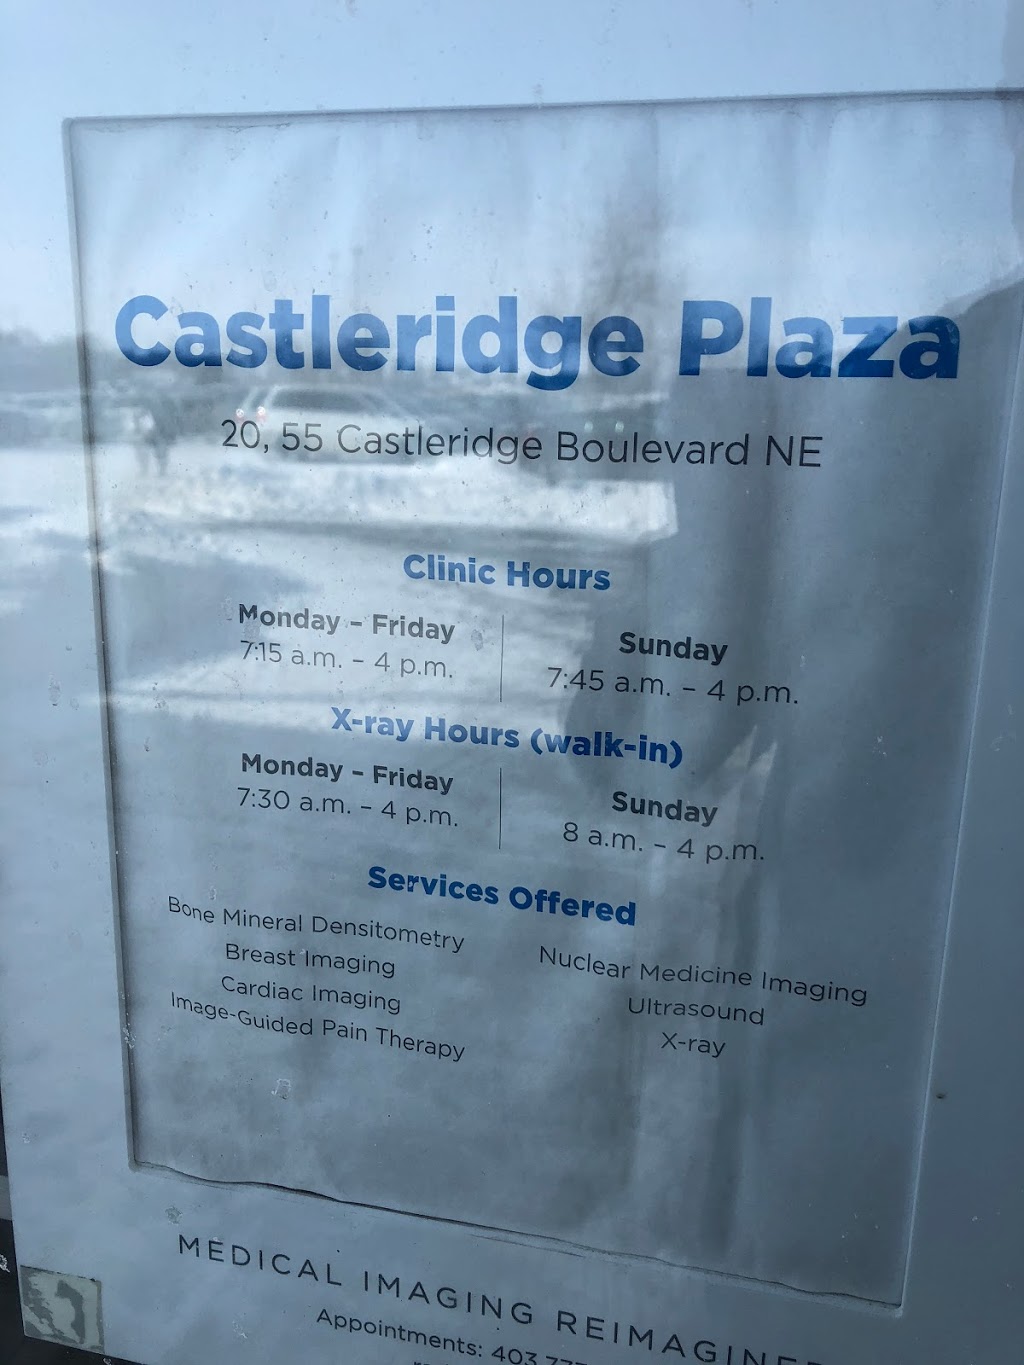 Castleridge Plaza
20, 55 Castleridge Boulevard NE
Clinic Hours
Monday – Friday
7:15 a.m. – 4 p.m.
Sunday
7:45 a.m. – 4 p.m.
X-ray Hours (walk-in)
Monday – Friday
7:30 a.m. – 4 p.m.
Sunday
8 a.m. – 4 p.m.
Services Offered
Bone Mineral Densitometry
Breast Imaging
Cardiac Imaging
Image-Guided Pain Therapy
Nuclear Medicine Imaging
Ultrasound
X-ray
MEDICAL IMAGING REIMAGINE
Appointments: 403